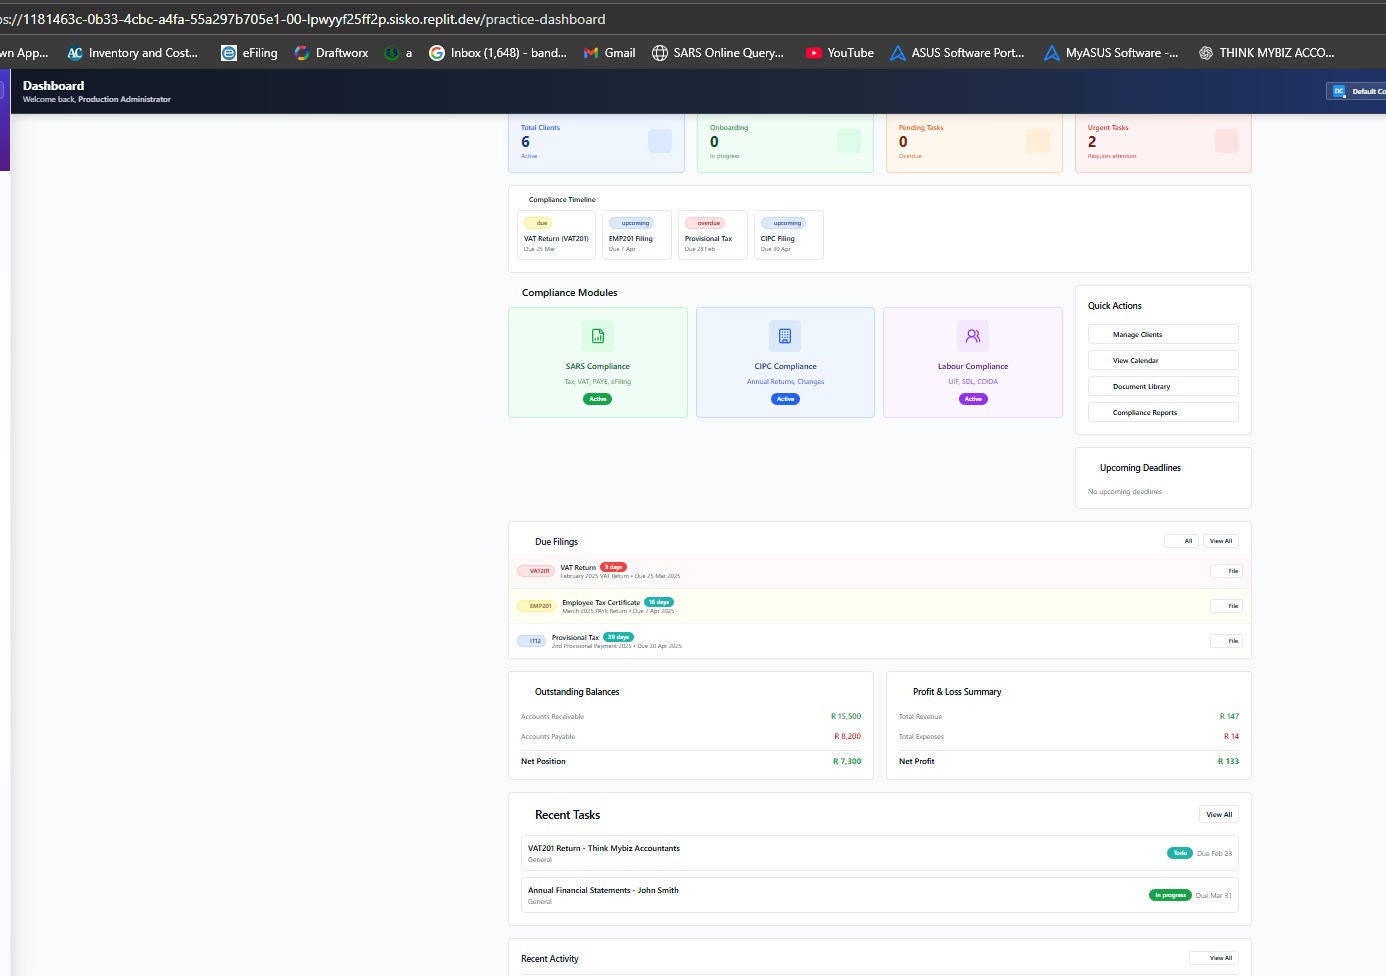 ps://1181463c-0b33-4cbc-a4fa-55a297b705e1-00-lpwyyf25ff2p.sisko.replit.dev/practice-dashboard
wn App... Inventory and Cost... eFiling Draftworx a Inbox (1,648) - band... Gmail SARS Online Query... YouTube ASUS Software Port... MyASUS Software -... THINK MYBIZ ACCO...
Dashboard
Welcome back, Production Administrator
DC Default Co
Total Clients
6
Active
Onboarding
0
In progress
Pending Tasks
0
Overdue
Urgent Tasks
2
Requires attention
Compliance Timeline
due
VAT Return (VAT201)
Due 25 Mar
upcoming
EMP201 Filing
Due 7 Apr
overdue
Provisional Tax
Due 28 Feb
upcoming
CIPC Filing
Due 30 Apr
Compliance Modules
SARS Compliance
Tax, VAT, PAYE, eFiling
Active
CIPC Compliance
Annual Returns, Changes
Active
Labour Compliance
UIF, SDL, COIDA
Active
Quick Actions
Manage Clients
View Calendar
Document Library
Compliance Reports
Upcoming Deadlines
No upcoming deadlines
Due Filings
All View All
VAT201 VAT Return 3 days
February 2025 VAT Return • Due 25 Mar 2025
File
EMP201 Employee Tax Certificate 16 days
March 2025 PAYE Return • Due 7 Apr 2025
File
IT12 Provisional Tax 39 days
2nd Provisional Payment 2025 • Due 30 Apr 2025
File
Outstanding Balances
Accounts Receivable R 15,500
Accounts Payable R 8,200
Net Position R 7,300
Profit & Loss Summary
Total Revenue R 147
Total Expenses R 14
Net Profit R 133
Recent Tasks
View All
VAT201 Return - Think Mybiz Accountants
General
Todo Due Feb 23
Annual Financial Statements - John Smith
General
In progress Due Mar 31
Recent Activity
View All